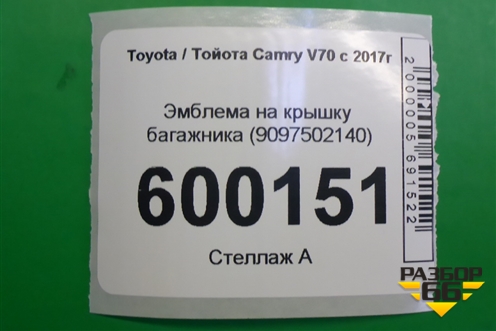 Toyota / Тойота Camry V70 с 2017г
Эмблема на крышку
багажника (9097502140)
600151
Стеллаж А
2000005691522
РАЗБОР
66